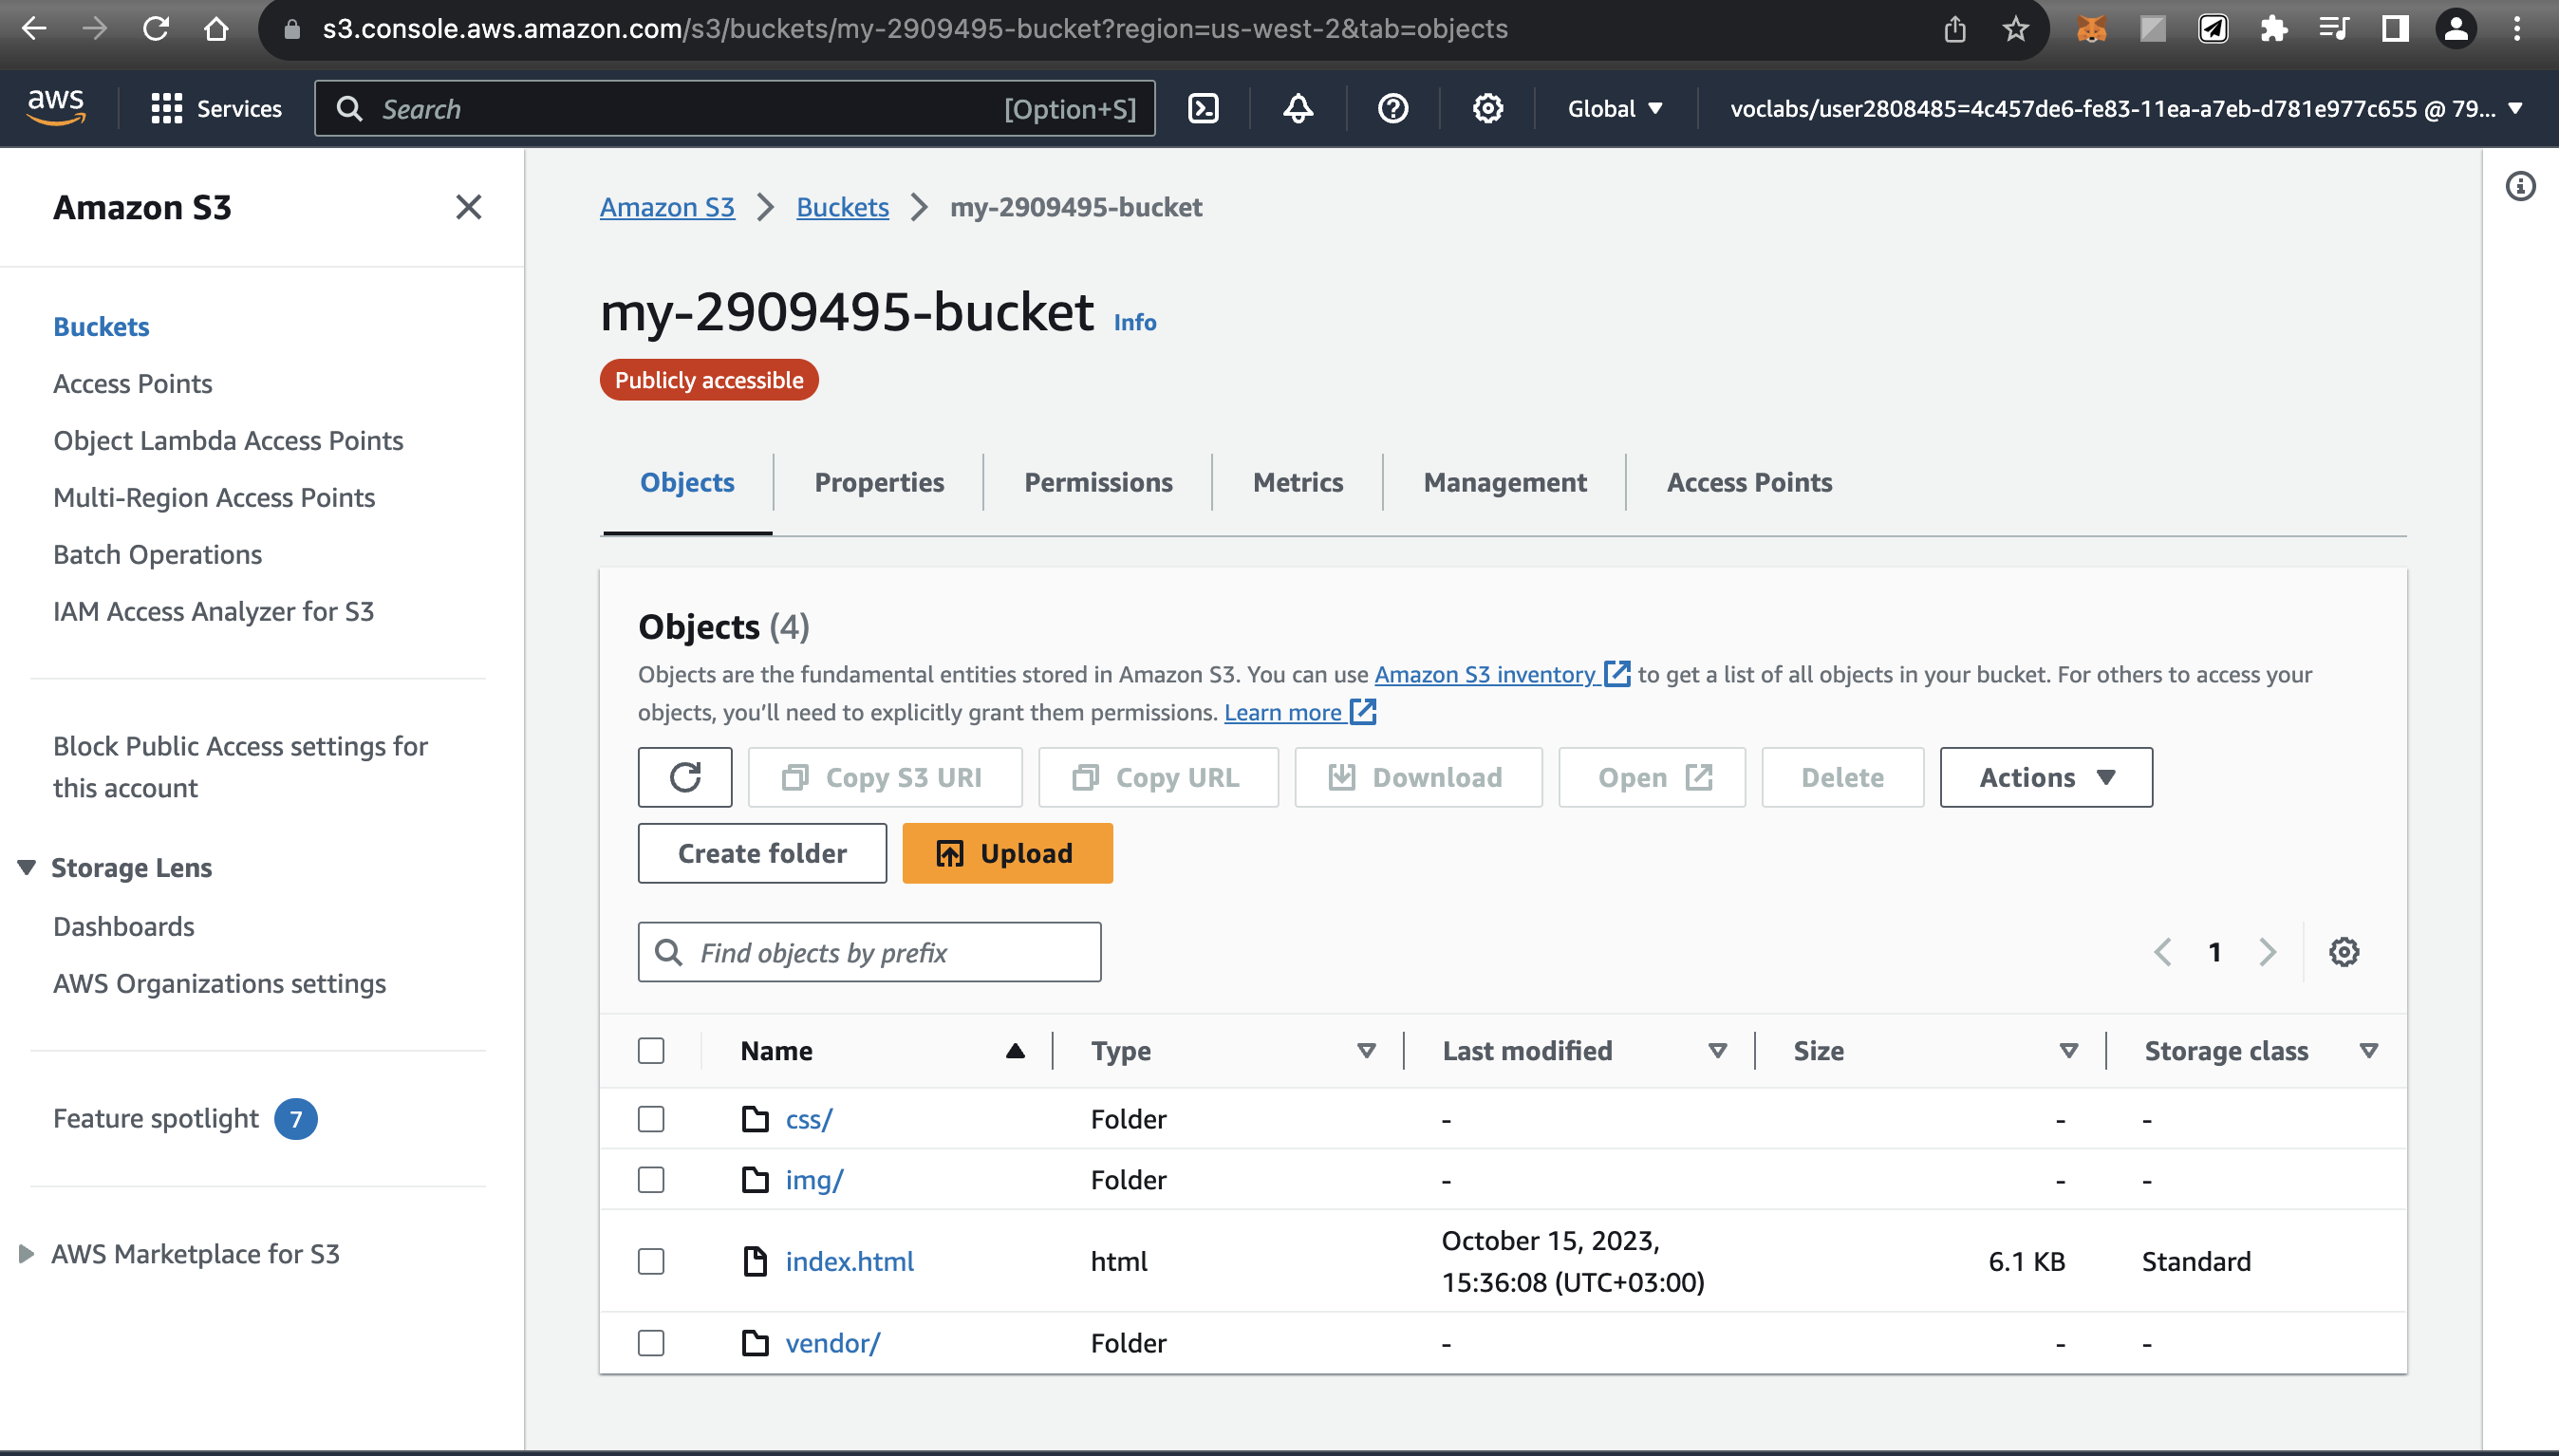 s3.console.aws.amazon.com/s3/buckets/my-2909495-bucket?region=us-west-2&tab=objects
aws
Services
Search
[Option+S]
Global
voclabs/user2808485=4c457de6-fe83-11ea-a7eb-d781e977c655 @ 79...
Amazon S3
Buckets
Access Points
Object Lambda Access Points
Multi-Region Access Points
Batch Operations
IAM Access Analyzer for S3
Block Public Access settings for
this account
Storage Lens
Dashboards
AWS Organizations settings
Feature spotlight 7
AWS Marketplace for S3
Amazon S3 > Buckets > my-2909495-bucket
my-2909495-bucket Info
Publicly accessible
Objects Properties Permissions Metrics Management Access Points
Objects (4)
Objects are the fundamental entities stored in Amazon S3. You can use Amazon S3 inventory to get a list of all objects in your bucket. For others to access your
objects, you’ll need to explicitly grant them permissions. Learn more
Copy S3 URI Copy URL Download Open Delete Actions
Create folder Upload
Find objects by prefix
1
Name Type Last modified Size Storage class
css/ Folder - - -
img/ Folder - - -
index.html html October 15, 2023, 6.1 KB Standard
15:36:08 (UTC+03:00)
vendor/ Folder - - -